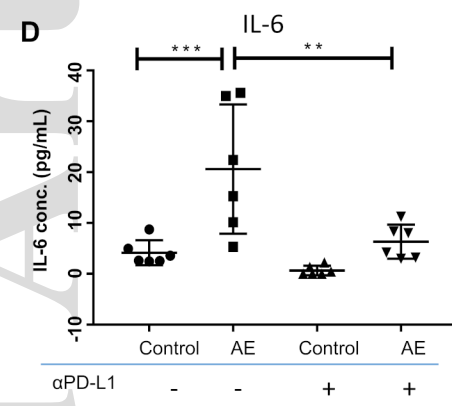 D
IL-6
*** **
IL-6 conc. (pg/mL)
40
30
20
10
0
-10
Control AE Control AE
αPD-L1 - - + +